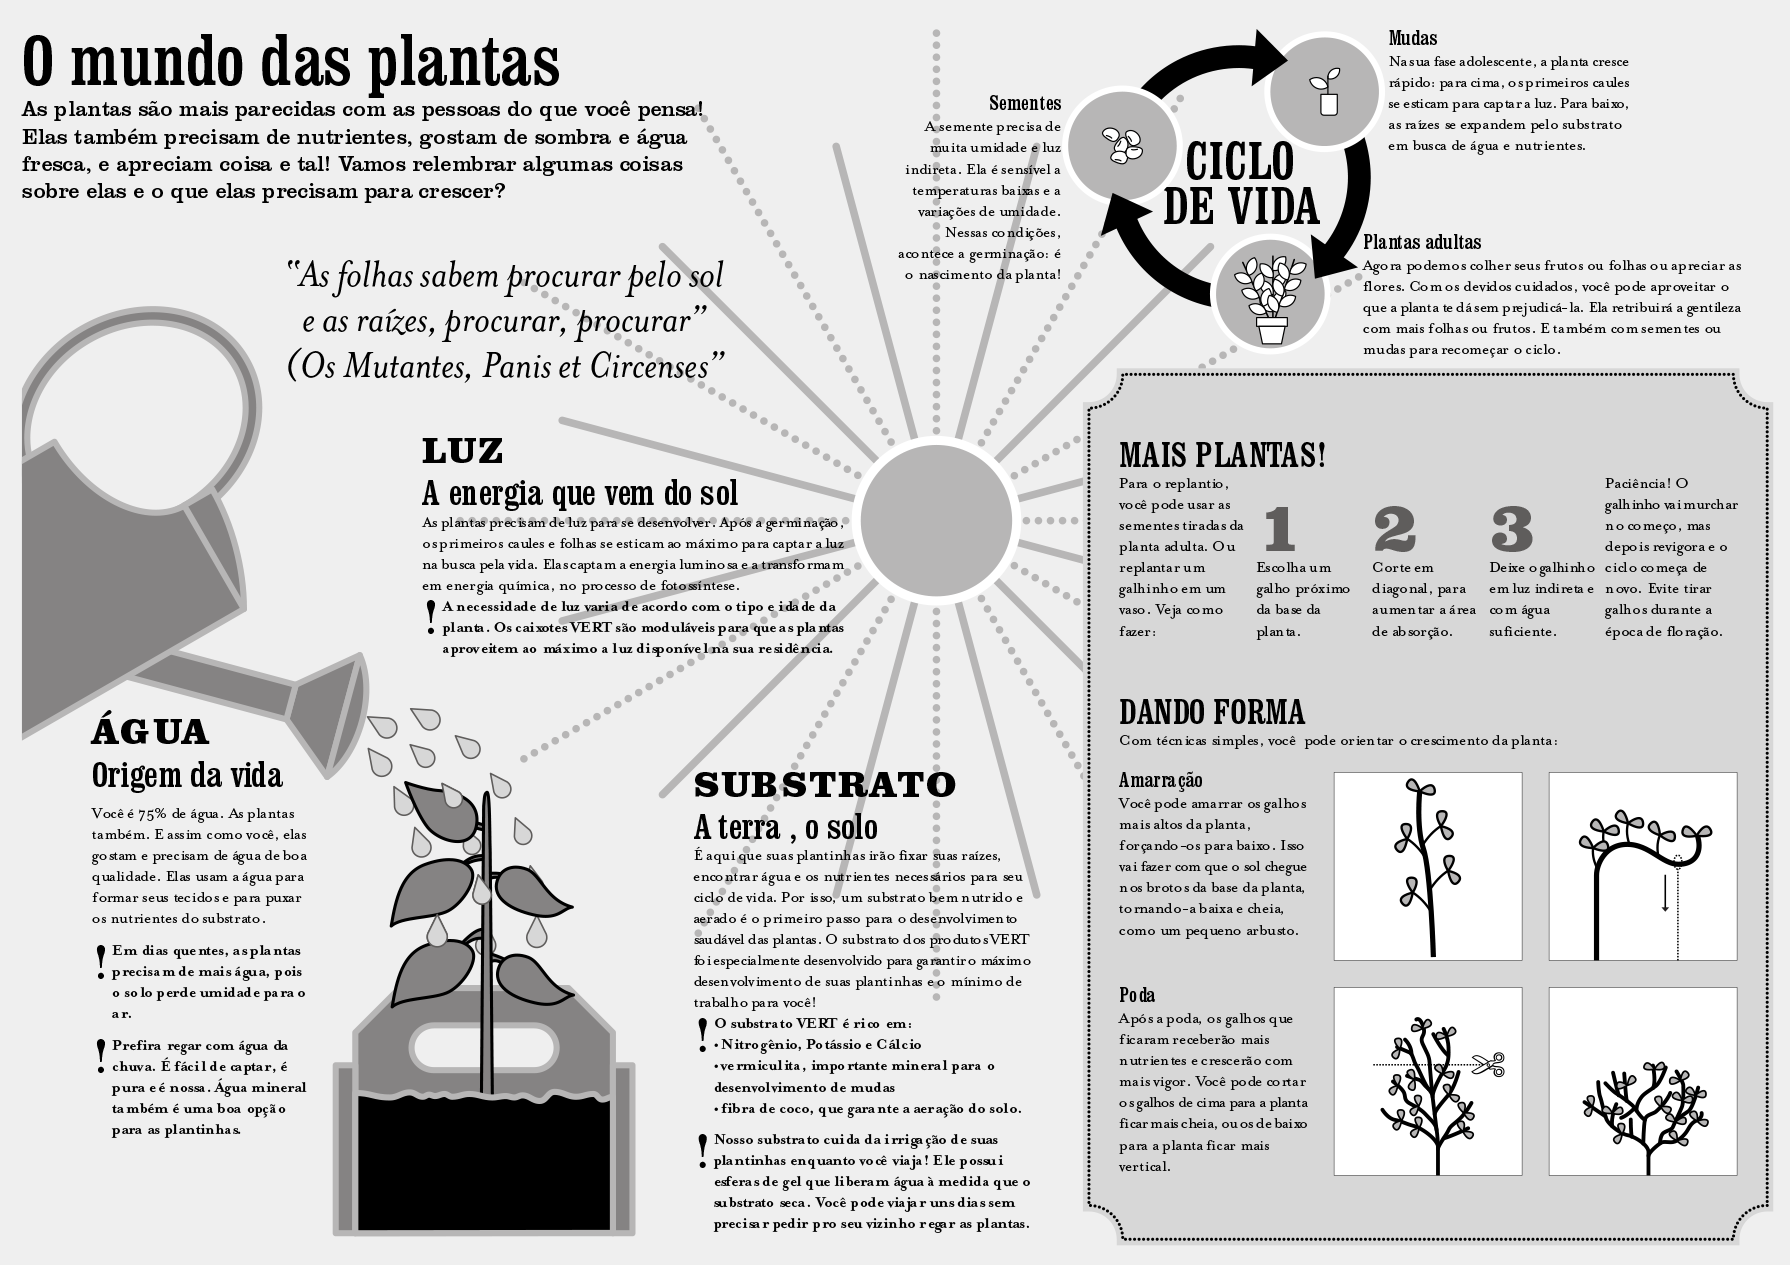 O mundo das plantas
As plantas são mais parecidas com as pessoas do que você pensa!
Elas também precisam de nutrientes, gostam de sombra e água
fresca, e apreciam coisa e tal! Vamos relembrar algumas coisas
sobre elas e o que elas precisam para crescer?
“As folhas sabem procurar pelo sol
e as raízes, procurar, procurar”
(Os Mutantes, Panis et Circenses”
Sementes
A semente precisa de
muita umidade e luz
indireta. Ela é sensível a
temperaturas baixas e a
variações de umidade.
Nessas condições,
acontece a germinação: é
o nascimento da planta!
CICLO
DE VIDA
Mudas
Na sua fase adolescente, a planta cresce
rápido: para cima, os primeiros caules
se esticam para captar a luz. Para baixo,
as raízes se expandem pelo substrato
em busca de água e nutrientes.
Plantas adultas
Agora podemos colher seus frutos ou folhas ou apreciar as
flores. Com os devidos cuidados, você pode aproveitar o
que a planta te dá sem prejudicá-la. Ela retribuirá a gentileza
com mais folhas ou frutos. E também com sementes ou
mudas para recomeçar o ciclo.
LUZ
A energia que vem do sol
As plantas precisam de luz para se desenvolver. Após a germinação,
os primeiros caules e folhas se esticam ao máximo para captar a luz
na busca pela vida. Elas captam a energia luminosa e a transformam
em energia química, no processo de fotossíntese.
! A necessidade de luz varia de acordo com o tipo e idade da
planta. Os caixotes VERT são moduláveis para que as plantas
aproveitem ao máximo a luz disponível na sua residência.
ÁGUA
Origem da vida
Você é 75% de água. As plantas
também. E assim como você, elas
gostam e precisam de água de boa
qualidade. Elas usam a água para
formar seus tecidos e para puxar
os nutrientes do substrato.
! Em dias quentes, as plantas
precisam de mais água, pois
o solo perde umidade para o
ar.
! Prefira regar com água da
chuva. É fácil de captar, é
pura e é nossa. Água mineral
também é uma boa opção
para as plantinhas.
SUBSTRATO
A terra , o solo
É aqui que suas plantinhas irão fixar suas raízes,
encontrar água e os nutrientes necessários para seu
ciclo de vida. Por isso, um substrato bem nutrido e
aerado é o primeiro passo para o desenvolvimento
saudável das plantas. O substrato dos produtos VERT
foi especialmente desenvolvido para garantir o máximo
desenvolvimento de suas plantinhas e o mínimo de
trabalho para você!
! O substrato VERT é rico em:
• Nitrogênio, Potássio e Cálcio
• vermiculita, importante mineral para o
desenvolvimento de mudas
• fibra de coco, que garante a aeração do solo.
! Nosso substrato cuida da irrigação de suas
plantinhas enquanto você viaja! Ele possui
esferas de gel que liberam água à medida que o
substrato seca. Você pode viajar uns dias sem
precisar pedir pro seu vizinho regar as plantas.
MAIS PLANTAS!
Para o replantio,
você pode usar as
sementes tiradas da
planta adulta. Ou
replantar um
galhinho em um
vaso. Veja como
fazer:
1
Escolha um
galho próximo
da base da
planta.
2
Corte em
diagonal, para
aumentar a área
de absorção.
3
Deixe o galhinho
em luz indireta e
com água
suficiente.
Paciência! O
galhinho vai murchar
no começo, mas
depois revigora e o
ciclo começa de
novo. Evite tirar
galhos durante a
época de floração.
DANDO FORMA
Com técnicas simples, você pode orientar o crescimento da planta:
Amarração
Você pode amarrar os galhos
mais altos da planta,
forçando-os para baixo. Isso
vai fazer com que o sol chegue
nos brotos da base da planta,
tornando-a baixa e cheia,
como um pequeno arbusto.
Poda
Após a poda, os galhos que
ficaram receberão mais
nutrientes e crescerão com
mais vigor. Você pode cortar
os galhos de cima para a planta
ficar mais cheia, ou os de baixo
para a planta ficar mais
vertical.